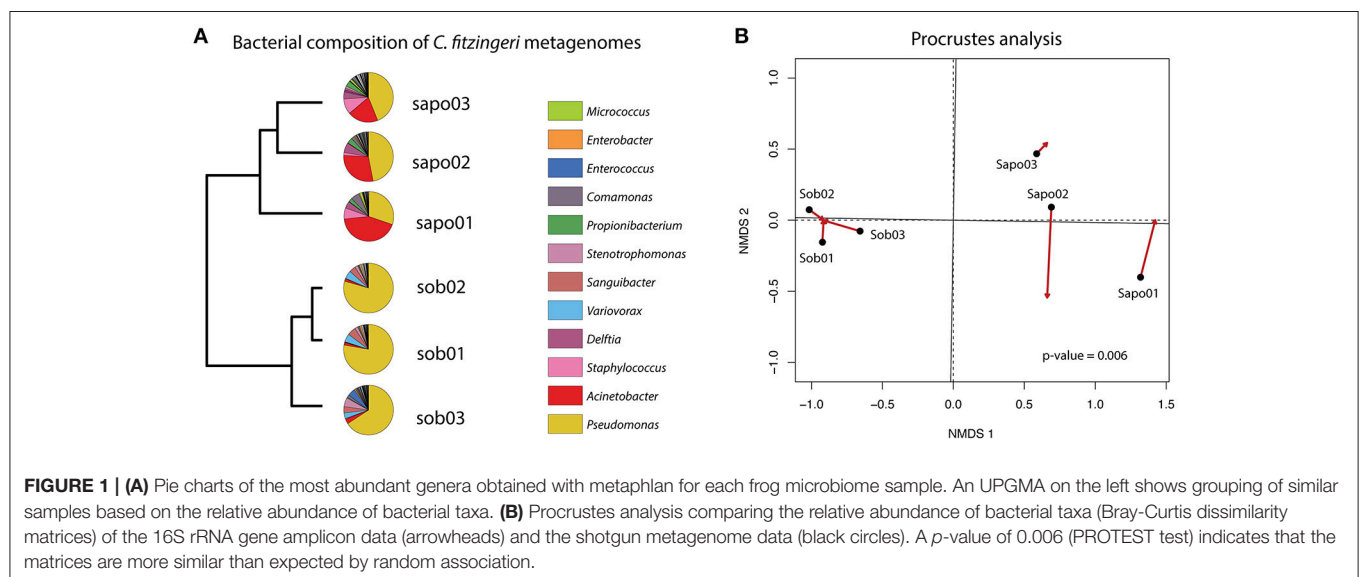 A
Bacterial composition of C. fitzingeri metagenomes
sapo03
sapo02
sapo01
sob02
sob01
sob03
Micrococcus
Enterobacter
Enterococcus
Comamonas
Propionibacterium
Stenotrophomonas
Sanguibacter
Variovorax
Delftia
Staphylococcus
Acinetobacter
Pseudomonas
B
Procrustes analysis
NMDS 2
1.0
0.5
0.0
−0.5
−1.0
Sapo03
Sapo02
Sob02
Sob03
Sob01
Sapo01
p-value = 0.006
−1.0 −0.5 0.0 0.5 1.0 1.5
NMDS 1
FIGURE 1 | (A) Pie charts of the most abundant genera obtained with metaphlan for each frog microbiome sample. An UPGMA on the left shows grouping of similar
samples based on the relative abundance of bacterial taxa. (B) Procrustes analysis comparing the relative abundance of bacterial taxa (Bray-Curtis dissimilarity
matrices) of the 16S rRNA gene amplicon data (arrowheads) and the shotgun metagenome data (black circles). A p-value of 0.006 (PROTEST test) indicates that the
matrices are more similar than expected by random association.